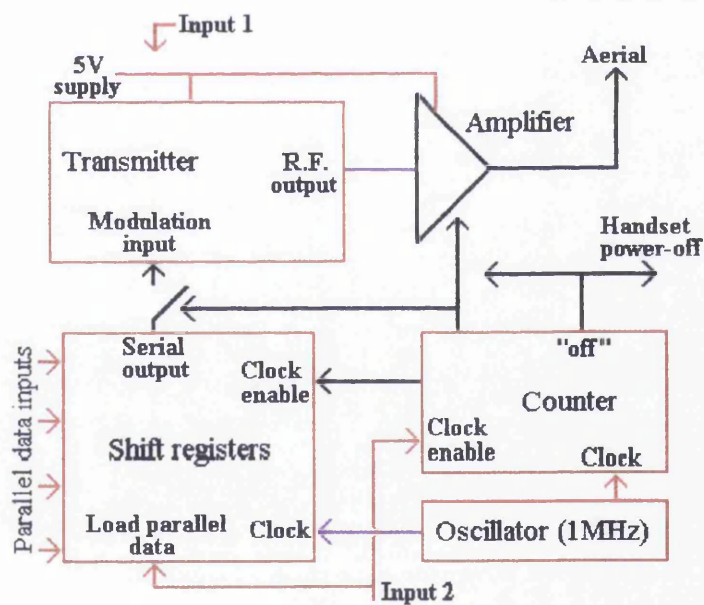 Input 1
5V
supply
Aerial
Amplifier
Transmitter
R.F.
output
Modulation
input
Handset
power-off
Serial
output
"off"
Clock
enable
Counter
Parallel data inputs
Shift registers
Clock
enable
Clock
Load parallel
data
Clock
Oscillator (1MHz)
Input 2